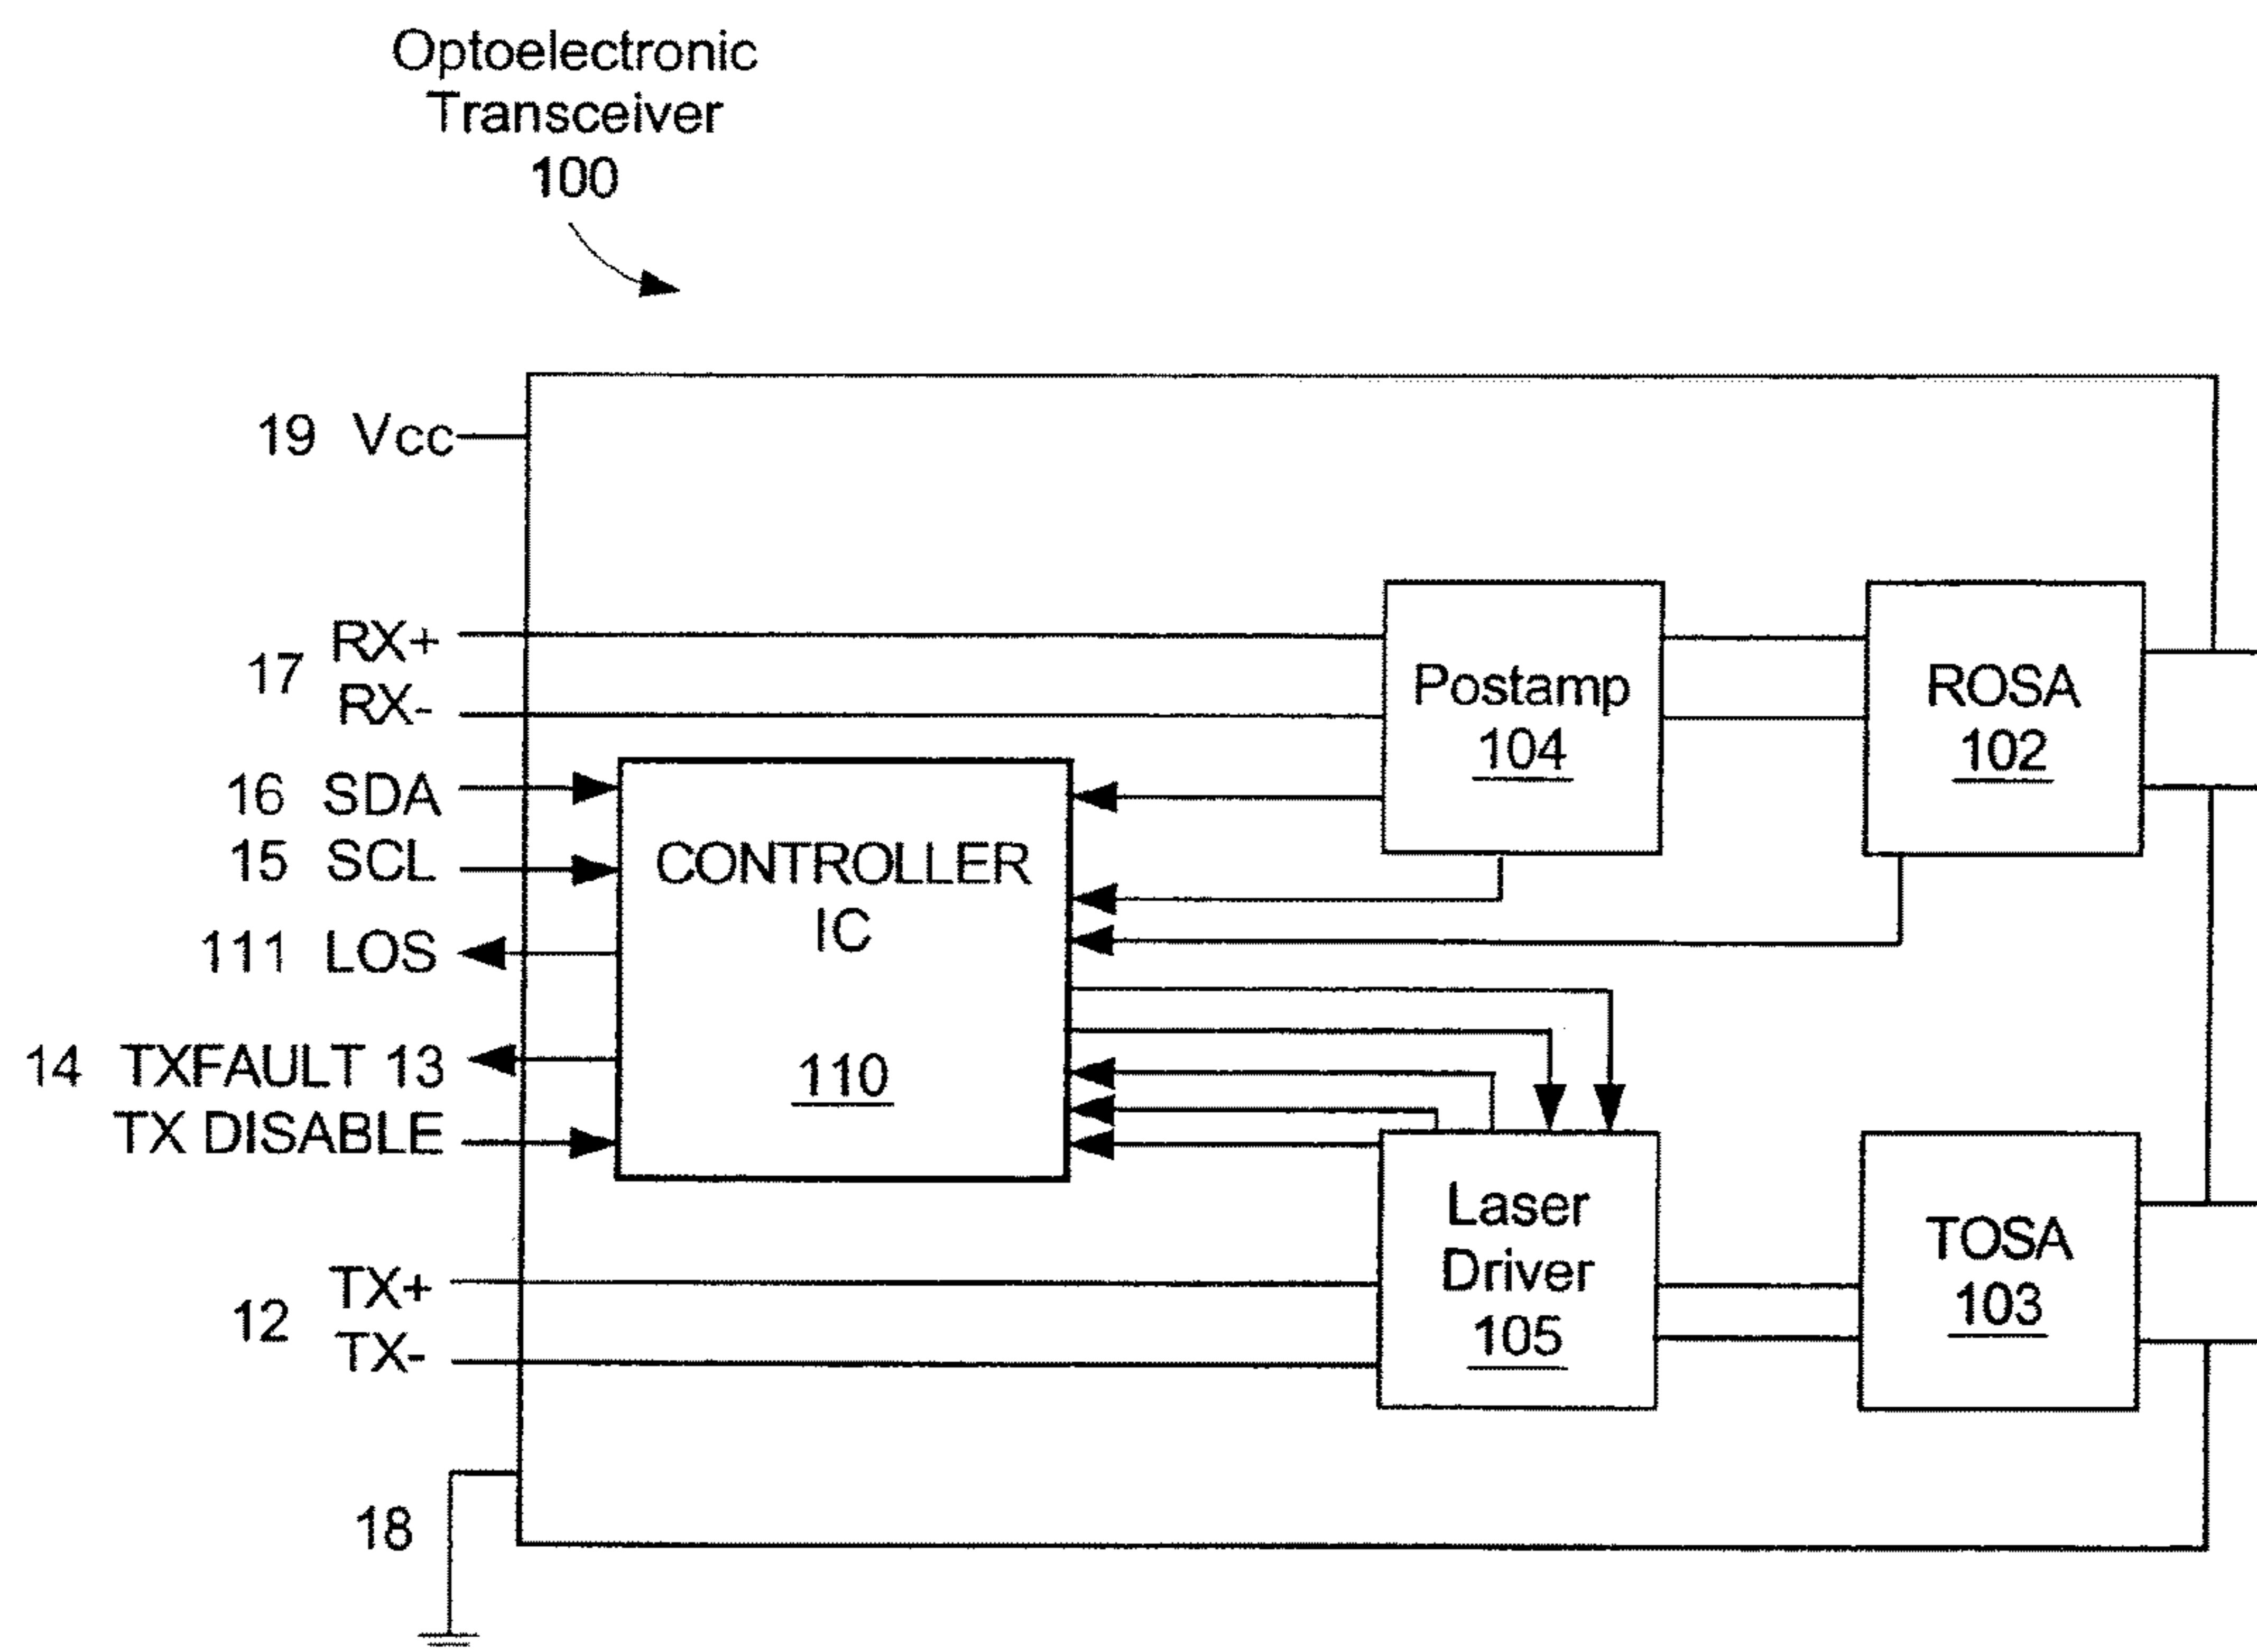 Optoelectronic
Transceiver
100
19 Vcc
17 RX+
RX-
16 SDA
15 SCL
111 LOS
14 TXFAULT 13
TX DISABLE
12 TX+
TX-
18
CONTROLLER
IC
110
Postamp
104
ROSA
102
Laser
Driver
105
TOSA
103